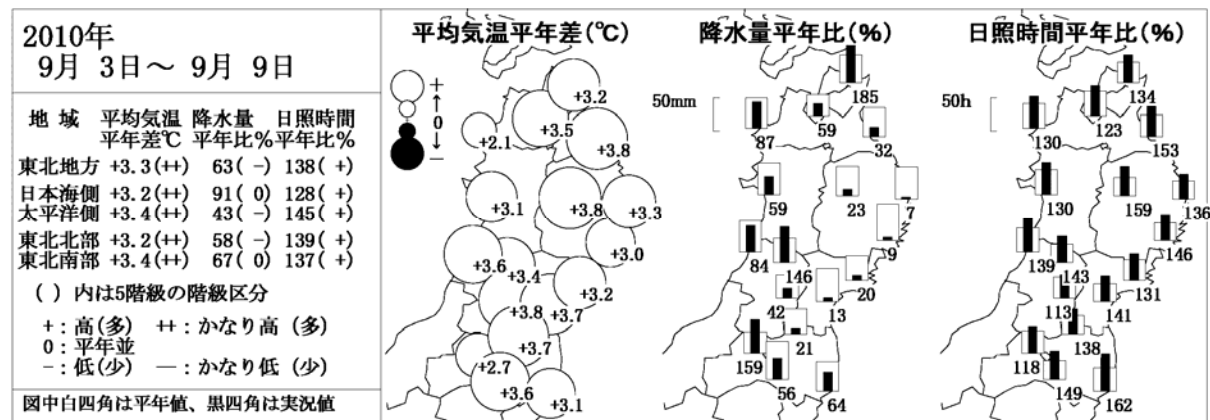 2010年
9月 3日～ 9月 9日
地 域 平均気温 降水量 日照時間
平年差℃ 平年比% 平年比%
東北地方 +3.3(++) 63( -) 138( +)
日本海側 +3.2(++) 91( 0) 128( +)
太平洋側 +3.4(++) 43( -) 145( +)
東北北部 +3.2(++) 58( -) 139( +)
東北南部 +3.4(++) 67( 0) 137( +)
( ) 内は5階級の階級区分
+：高(多) ++：かなり高 (多)
0：平年並
-：低(少) ―：かなり低 (少)
図中白四角は平年値、黒四角は実況値
平均気温平年差(℃)
+
↑
0
↓
-
+3.2
+3.5
+2.1
+3.8
+3.1
+3.8
+3.3
+3.0
+3.6
+3.4
+3.2
+3.8
+3.7
+3.7
+2.7
+3.6
+3.1
降水量平年比(%)
50mm
185
87
59
32
59
23
7
9
84
146
20
42
13
21
159
56
64
日照時間平年比(%)
50h
134
130
123
153
130
159
136
146
139
143
131
113
141
138
118
149
162